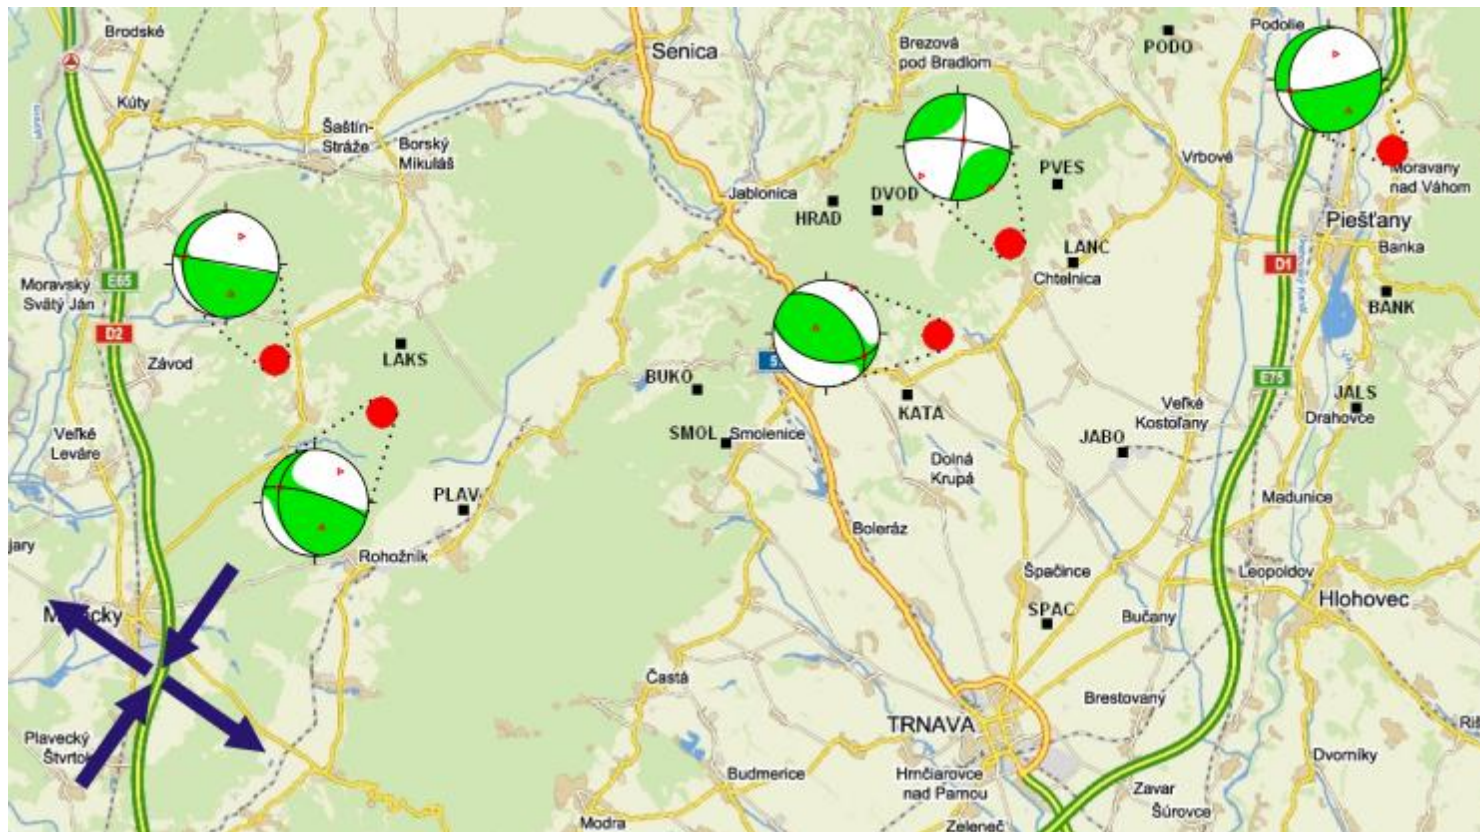 Brodské
Podolie
PODO
Senica
Brezová
pod Bradlom
Kúty
Šaštín-
Stráže
Borský
Mikuláš
Vrbové
PVES
Moravany
nad Váhom
Jablonica
HRAD
DVOD
Piešťany
LANC
Banka
Chtelnica
D1
Moravský
Svätý Ján
E65
BANK
D2
LAKS
Závod
BUKO
E75
KATA
JALS
Veľké
Kostoľany
Drahovce
SMOL
Smolenice
JABO
Veľké
Leváre
Dolná
Krupá
PLAV
Madunice
Boleráz
jary
Rohožník
Špačince
Leopoldov
Hlohovec
SPAC
Bučany
Častá
Brestovany
TRNAVA
Plavecký
Štvrtok
Dvorníky
Budmerice
Hrnčiarovce
nad Parnou
Zavar
Šúrovce
Modra
Zeleneč